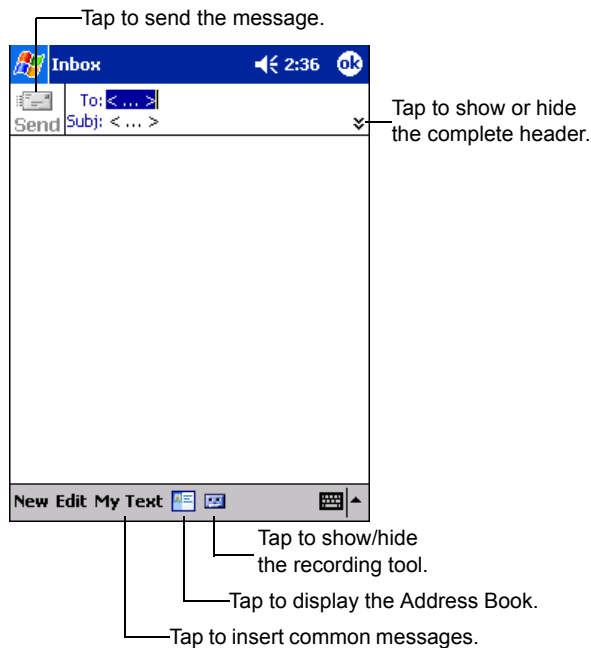 Tap to send the message.
Inbox 2:36 ok
To: < ... >
Send Subj: < ... >
Tap to show or hide
the complete header.
New Edit My Text
Tap to show/hide
the recording tool.
Tap to display the Address Book.
Tap to insert common messages.